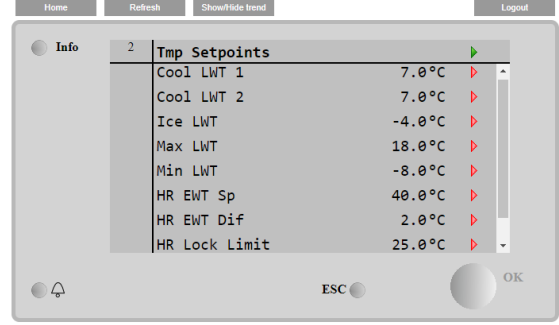 Home Refresh Show/Hide trend Logout
Info
2 Tmp Setpoints
Cool LWT 1 7.0°C
Cool LWT 2 7.0°C
Ice LWT -4.0°C
Max LWT 18.0°C
Min LWT -8.0°C
HR EWT Sp 40.0°C
HR EWT Dif 2.0°C
HR Lock Limit 25.0°C
ESC OK